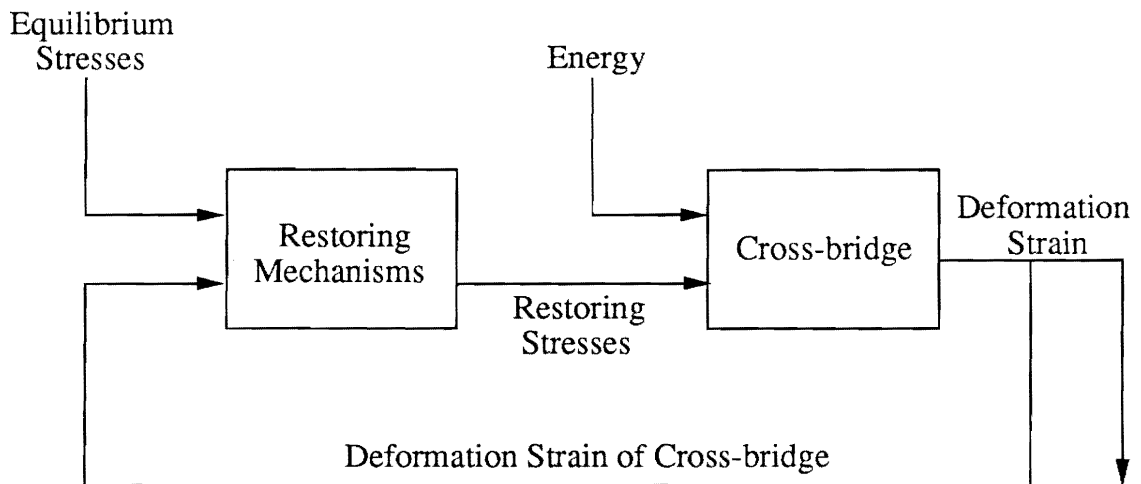 Equilibrium
Stresses
Energy
Restoring
Mechanisms
Cross-bridge
Deformation
Strain
Restoring
Stresses
Deformation Strain of Cross-bridge